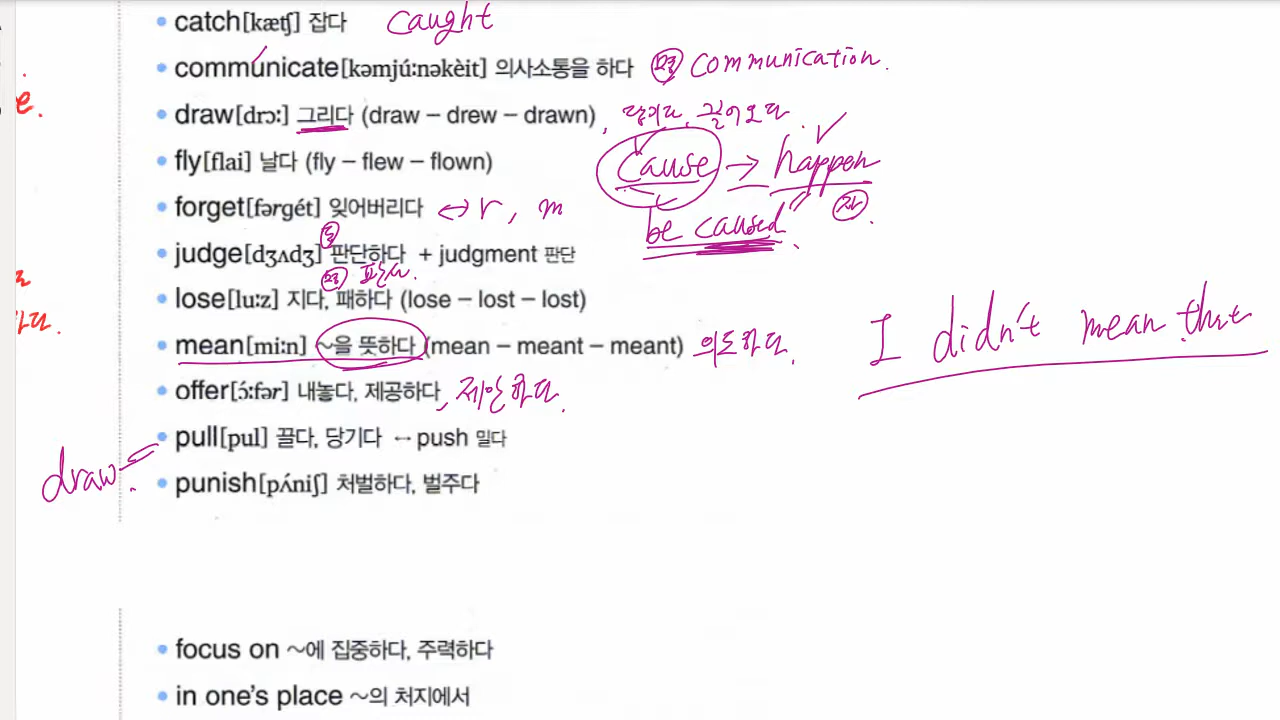 catch[kætʃ] 잡다 caught
communicate[kəmjúːnəkèit] 의사소통을 하다 명 communication.
draw[drɔː] 그리다 (draw – drew – drawn), 당기다, 끌어오다.
cause → happen
fly[flai] 날다 (fly – flew – flown)
자.
forget[fərgét] 잊어버리다 ↔ r, m
be caused.
동
judge[dʒʌdʒ] 판단하다 + judgment 판단
명 판사.
lose[luːz] 지다, 패하다 (lose – lost – lost)
I didn't mean that
mean[miːn] ~을 뜻하다 (mean – meant – meant) 의도하다.
offer[ɔ́ːfər] 내놓다, 제공하다, 제안하다.
pull[pul] 끌다, 당기다 ↔ push 밀다
draw.
punish[pʌ́niʃ] 처벌하다, 벌주다
focus on ~에 집중하다, 주력하다
in one's place ~의 처지에서